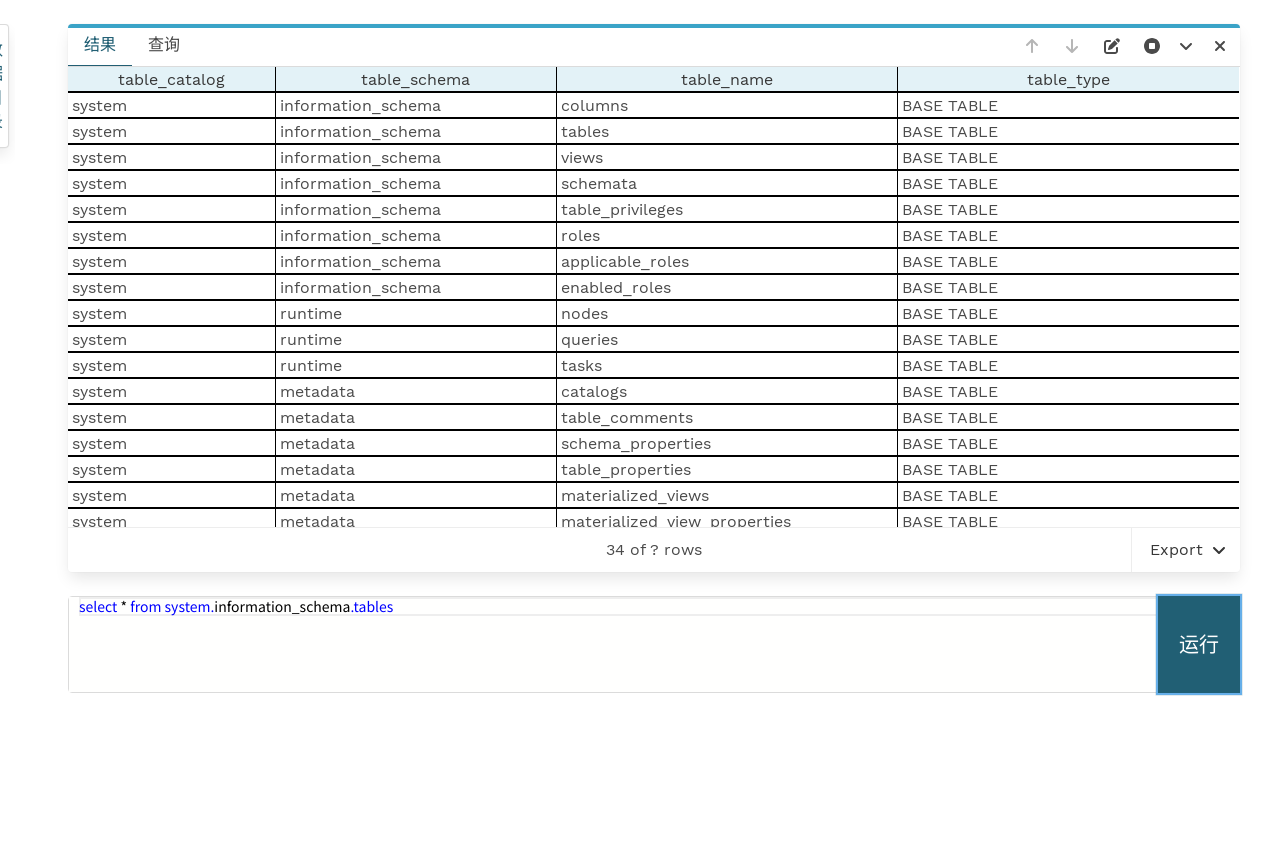 结果 查询
table_catalog table_schema table_name table_type
system information_schema columns BASE TABLE
system information_schema tables BASE TABLE
system information_schema views BASE TABLE
system information_schema schemata BASE TABLE
system information_schema table_privileges BASE TABLE
system information_schema roles BASE TABLE
system information_schema applicable_roles BASE TABLE
system information_schema enabled_roles BASE TABLE
system runtime nodes BASE TABLE
system runtime queries BASE TABLE
system runtime tasks BASE TABLE
system metadata catalogs BASE TABLE
system metadata table_comments BASE TABLE
system metadata schema_properties BASE TABLE
system metadata table_properties BASE TABLE
system metadata materialized_views BASE TABLE
system metadata materialized_view_properties BASE TABLE
34 of ? rows Export
select * from system.information_schema.tables
运行